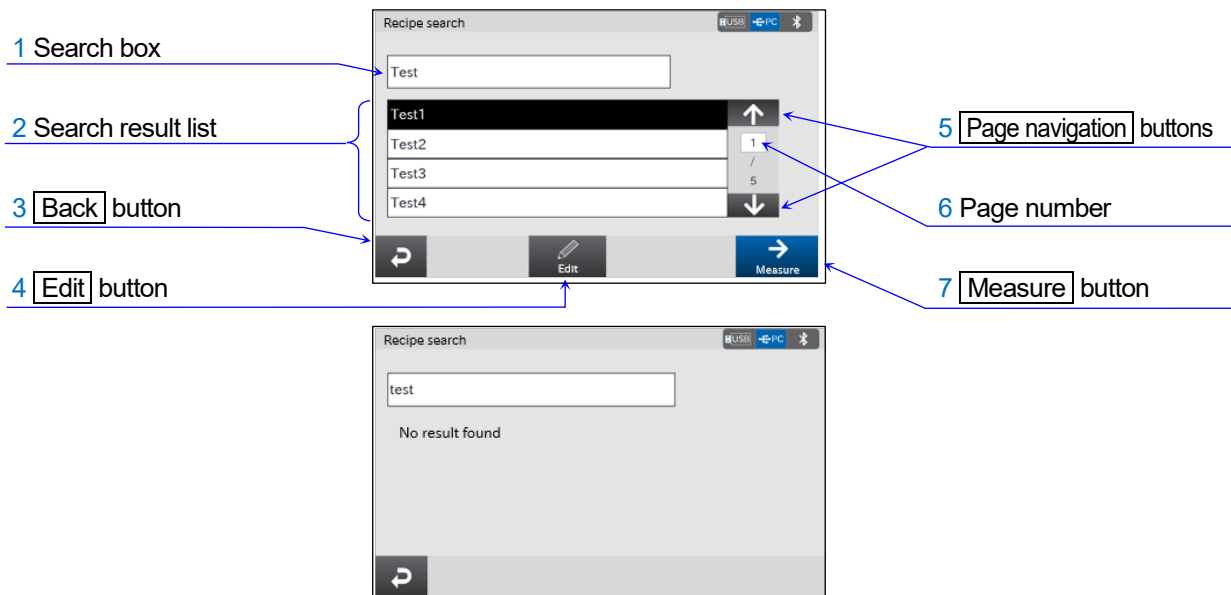 Recipe search
USB PC
1 Search box
Test
2 Search result list
Test1
Test2
Test3
Test4
1
/
5
5 Page navigation buttons
6 Page number
3 Back button
4 Edit button
Edit
Measure
7 Measure button
Recipe search
USB PC
test
No result found